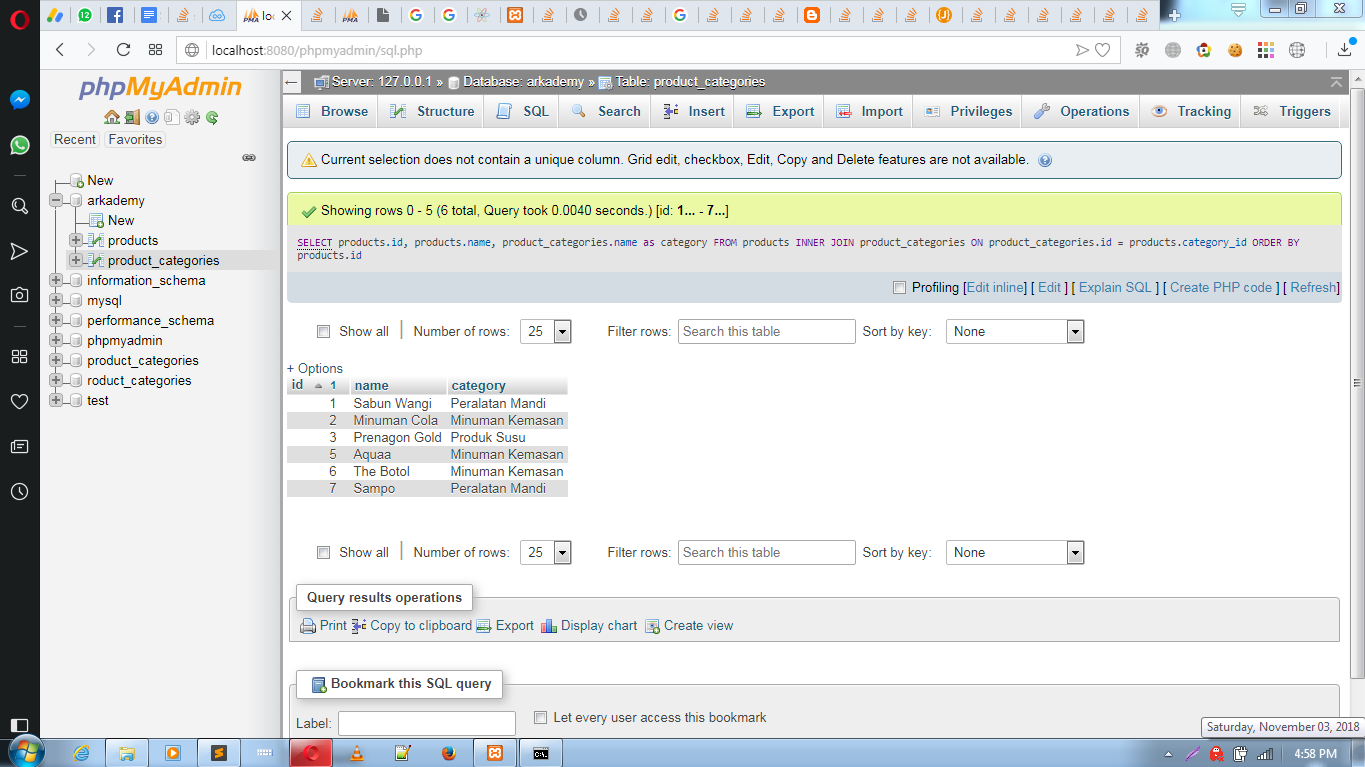 12
PMA loc
localhost:8080/phpmyadmin/sql.php
phpMyAdmin
Recent Favorites
New
arkademy
New
products
product_categories
information_schema
mysql
performance_schema
phpmyadmin
product_categories
roduct_categories
test
Server: 127.0.0.1 » Database: arkademy » Table: product_categories
Browse Structure SQL Search Insert Export Import Privileges Operations Tracking Triggers
Current selection does not contain a unique column. Grid edit, checkbox, Edit, Copy and Delete features are not available.
Showing rows 0 - 5 (6 total, Query took 0.0040 seconds.) [id: 1... - 7...]
SELECT products.id, products.name, product_categories.name as category FROM products INNER JOIN product_categories ON product_categories.id = products.category_id ORDER BY
products.id
Profiling [Edit inline] [ Edit ] [ Explain SQL ] [ Create PHP code ] [ Refresh]
Show all | Number of rows: 25 Filter rows: Search this table Sort by key: None
+ Options
id 1 name category
1 Sabun Wangi Peralatan Mandi
2 Minuman Cola Minuman Kemasan
3 Prenagon Gold Produk Susu
5 Aquaa Minuman Kemasan
6 The Botol Minuman Kemasan
7 Sampo Peralatan Mandi
Show all | Number of rows: 25 Filter rows: Search this table Sort by key: None
Query results operations
Print Copy to clipboard Export Display chart Create view
Bookmark this SQL query
Label: Let every user access this bookmark
Saturday, November 03, 2018
4:58 PM